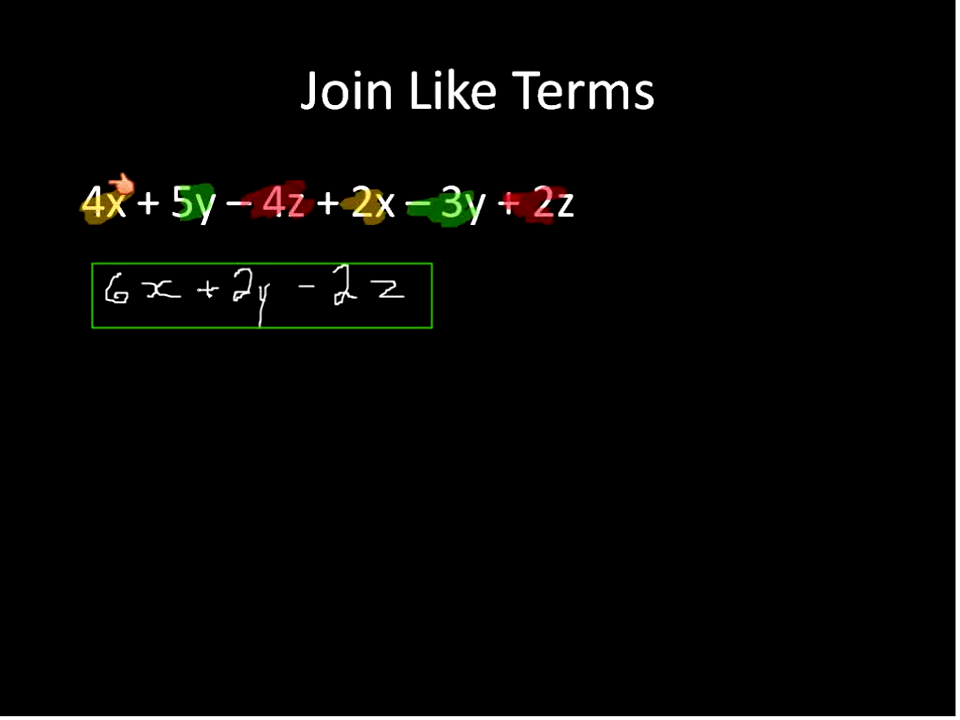 Join Like Terms
4x + 5y – 4z + 2x – 3y + 2z
6x + 2y - 2z